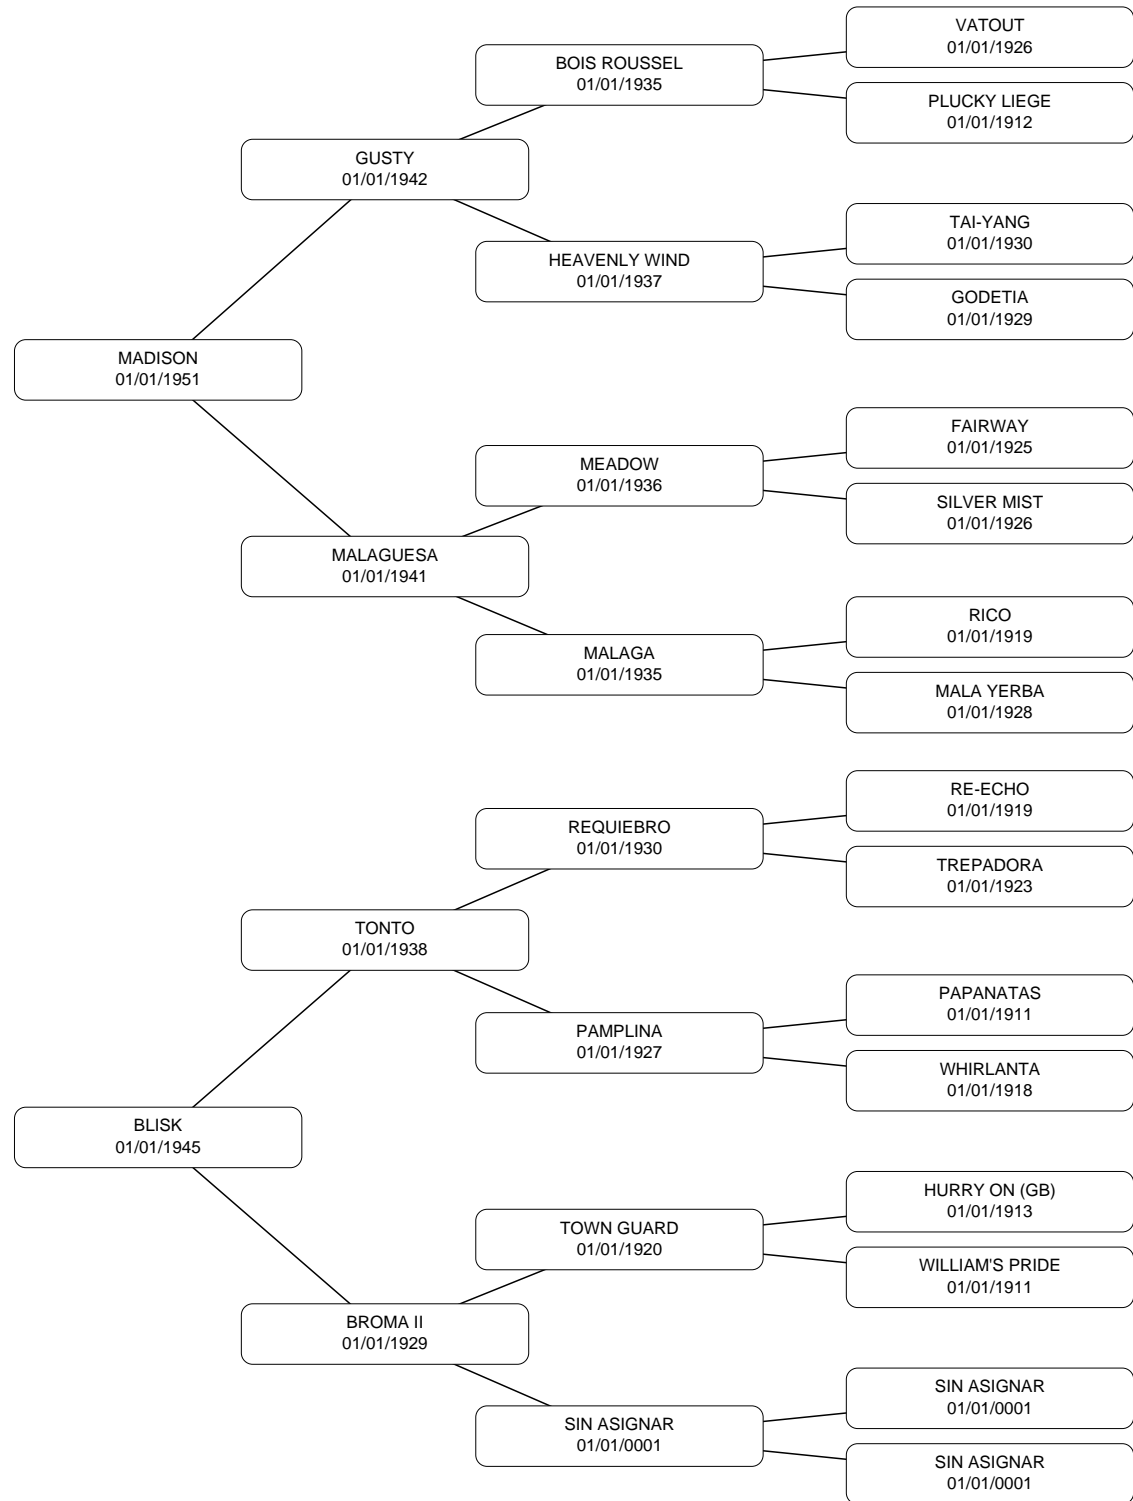 VATOUT
01/01/1926
BOIS ROUSSEL
01/01/1935
PLUCKY LIEGE
01/01/1912
GUSTY
01/01/1942
TAI-YANG
01/01/1930
HEAVENLY WIND
01/01/1937
GODETIA
01/01/1929
MADISON
01/01/1951
FAIRWAY
01/01/1925
MEADOW
01/01/1936
SILVER MIST
01/01/1926
MALAGUESA
01/01/1941
RICO
01/01/1919
MALAGA
01/01/1935
MALA YERBA
01/01/1928
RE-ECHO
01/01/1919
REQUIEBRO
01/01/1930
TREPADORA
01/01/1923
TONTO
01/01/1938
PAPANATAS
01/01/1911
PAMPLINA
01/01/1927
WHIRLANTA
01/01/1918
BLISK
01/01/1945
HURRY ON (GB)
01/01/1913
TOWN GUARD
01/01/1920
WILLIAM'S PRIDE
01/01/1911
BROMA II
01/01/1929
SIN ASIGNAR
01/01/0001
SIN ASIGNAR
01/01/0001
SIN ASIGNAR
01/01/0001